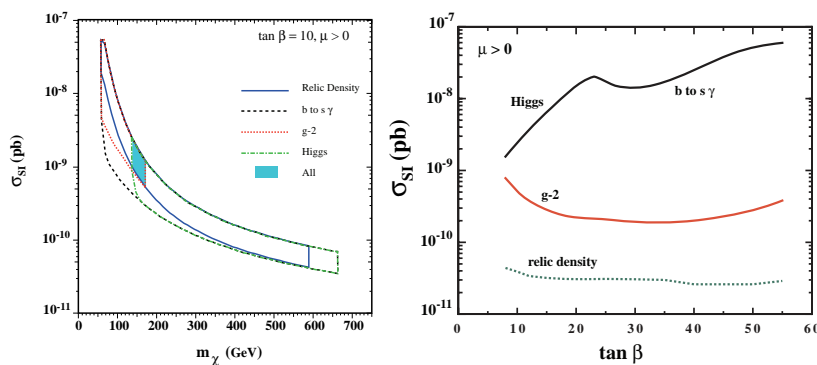 tan β = 10, μ > 0
Relic Density
b to s γ
g-2
Higgs
All
10^-7
10^-8
10^-9
10^-10
10^-11
σ_SI (pb)
0 100 200 300 400 500 600 700
m_χ (GeV)
μ > 0
Higgs
b to s γ
g-2
relic density
10^-7
10^-8
10^-9
10^-10
10^-11
σ_SI (pb)
0 10 20 30 40 50 60
tan β